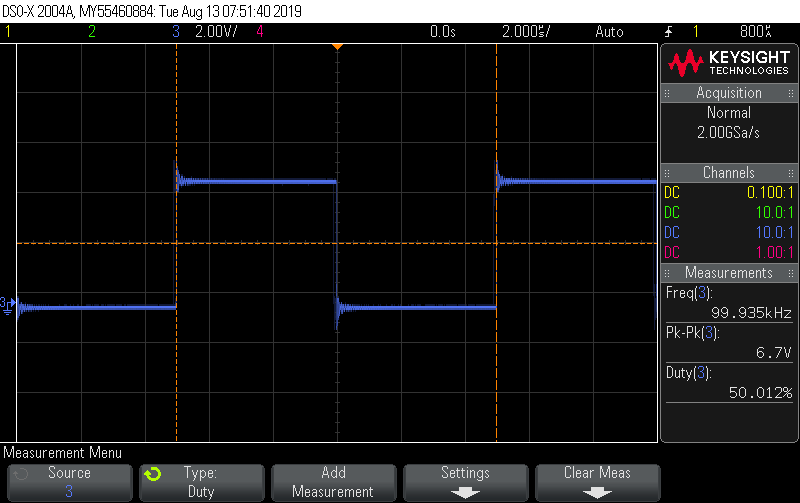 DSO-X 2004A, MY55460884: Tue Aug 13 07:51:40 2019
1 2 3 2.00V/ 4 0.0s 2.000us/ Auto 1 800%
KEYSIGHT
TECHNOLOGIES
Acquisition
Normal
2.00GSa/s
Channels
DC 0.100:1
DC 10.0:1
DC 10.0:1
DC 1.00:1
Measurements
Freq(3):
99.935kHz
Pk-Pk(3):
6.7V
Duty(3):
50.012%
3
Measurement Menu
Source
3
Type:
Duty
Add
Measurement
Settings
Clear Meas